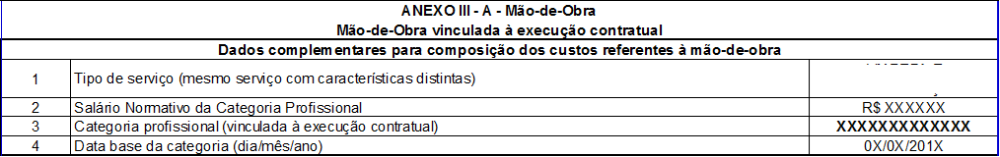 ANEXO III - A - Mão-de-Obra
Mão-de-Obra vinculada à execução contratual
Dados complementares para composição dos custos referentes à mão-de-obra
1 Tipo de serviço (mesmo serviço com características distintas)
2 Salário Normativo da Categoria Profissional R$ XXXXXX
3 Categoria profissional (vinculada à execução contratual) XXXXXXXXXXXXX
4 Data base da categoria (dia/mês/ano) 0X/0X/201X